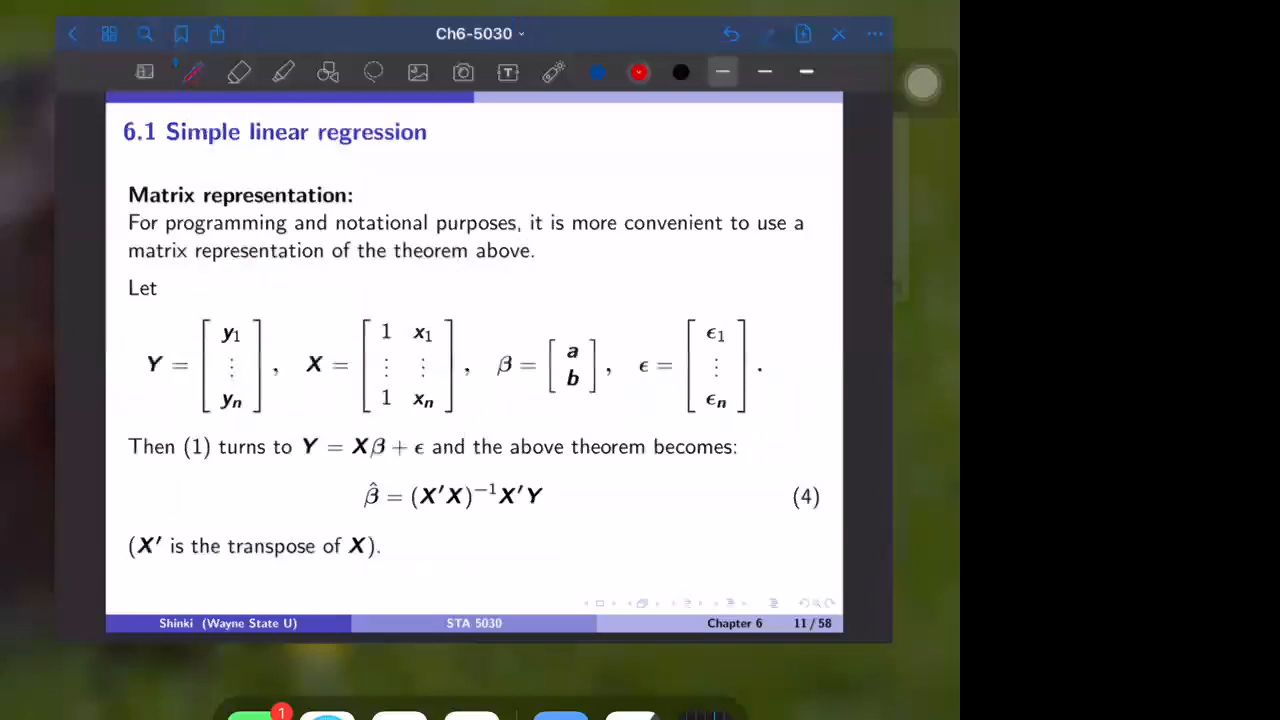 Ch6-5030
T
6.1 Simple linear regression
Matrix representation:
For programming and notational purposes, it is more convenient to use a
matrix representation of the theorem above.
Let
Y = [ y₁ ⋮ yₙ ] , X = [ 1 x₁ ⋮ ⋮ 1 xₙ ] , β = [ a b ] , ϵ = [ ϵ₁ ⋮ ϵₙ ] .
Then (1) turns to Y = Xβ + ϵ and the above theorem becomes:
β̂ = (X′X)⁻¹X′Y (4)
(X′ is the transpose of X).
Shinki (Wayne State U) STA 5030 Chapter 6 11 / 58
1